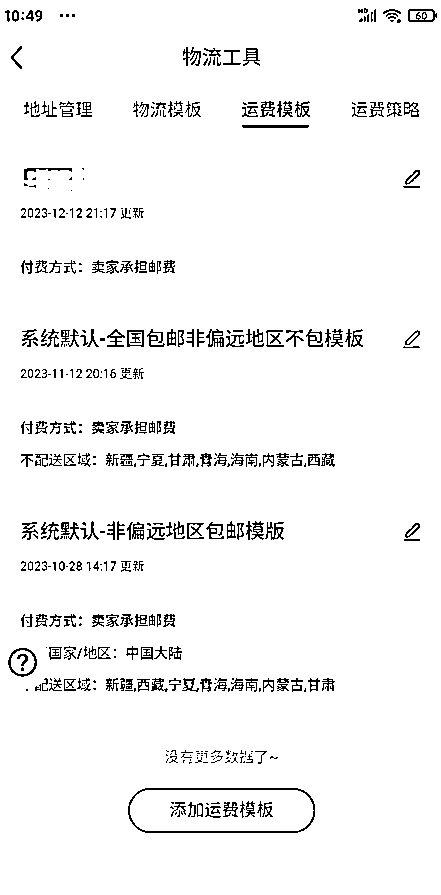 10:49 ...
HD 60
物流工具
地址管理 物流模板 运费模板 运费策略
2023-12-12 21:17 更新
付费方式：卖家承担邮费
系统默认-全国包邮非偏远地区不包模板
2023-11-12 20:16 更新
付费方式：卖家承担邮费
不配送区域：新疆,宁夏,甘肃,青海,海南,内蒙古,西藏
系统默认-非偏远地区包邮模版
2023-10-28 14:17 更新
付费方式：卖家承担邮费
国家/地区：中国大陆
配送区域：新疆,西藏,宁夏,青海,海南,内蒙古,甘肃
没有更多数据了~
添加运费模板